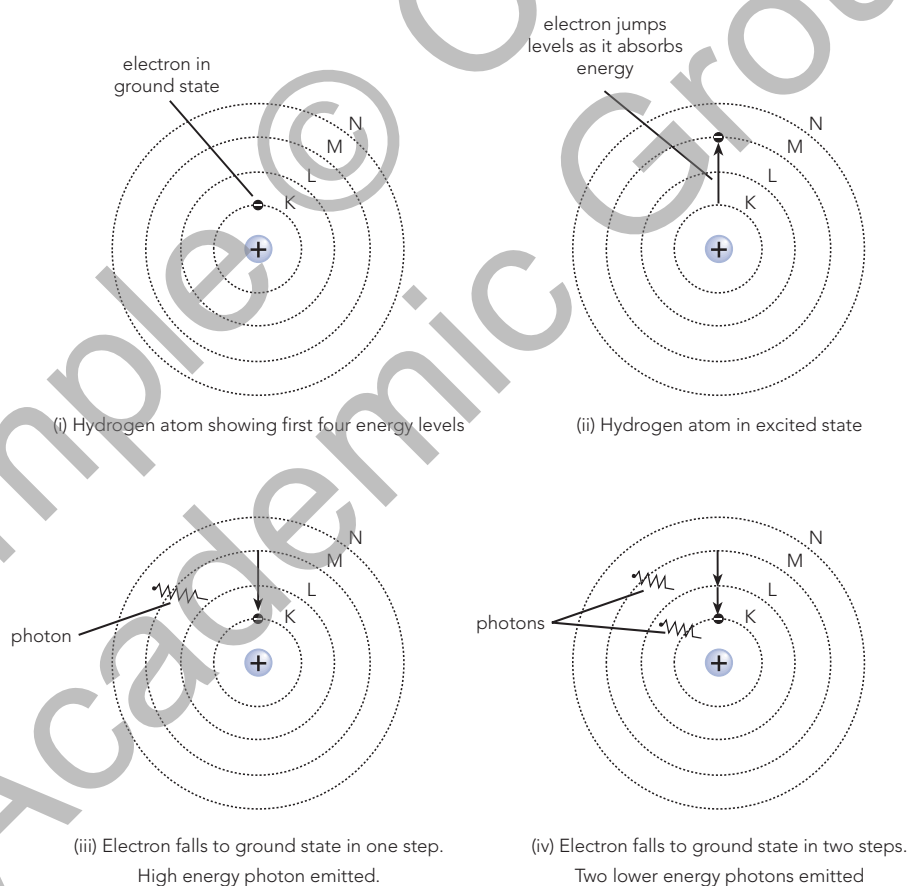 electron in
ground state
N
M
L
K
+
(i) Hydrogen atom showing first four energy levels
electron jumps
levels as it absorbs
energy
N
M
L
K
+
(ii) Hydrogen atom in excited state
photon
N
M
L
K
+
(iii) Electron falls to ground state in one step.
High energy photon emitted.
photons
N
M
L
K
+
(iv) Electron falls to ground state in two steps.
Two lower energy photons emitted
©
Academic